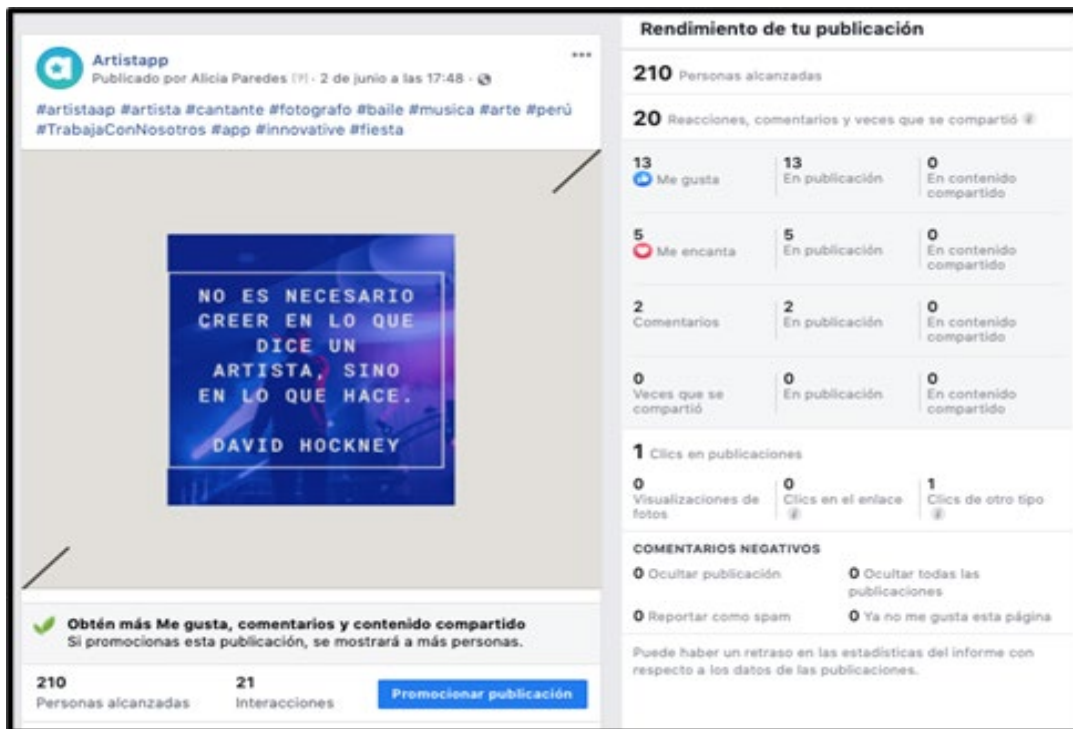 Artistapp
Publicado por Alicia Paredes [?] · 2 de junio a las 17:48 ·
#artistaap #artista #cantante #fotografo #baile #musica #arte #perú
#TrabajaConNosotros #app #innovative #fiesta
NO ES NECESARIO
CREER EN LO QUE
DICE UN
ARTISTA, SINO
EN LO QUE HACE.
DAVID HOCKNEY
Obtén más Me gusta, comentarios y contenido compartido
Si promocionas esta publicación, se mostrará a más personas.
210
Personas alcanzadas
21
Interacciones
Promocionar publicación
Rendimiento de tu publicación
210 Personas alcanzadas
20 Reacciones, comentarios y veces que se compartió
13
Me gusta
13
En publicación
0
En contenido
compartido
5
Me encanta
5
En publicación
0
En contenido
compartido
2
Comentarios
2
En publicación
0
En contenido
compartido
0
Veces que se
compartió
0
En publicación
0
En contenido
compartido
1 Clics en publicaciones
0
Visualizaciones de
fotos
0
Clics en el enlace
1
Clics de otro tipo
COMENTARIOS NEGATIVOS
0 Ocultar publicación
0 Ocultar todas las
publicaciones
0 Reportar como spam
0 Ya no me gusta esta página
Puede haber un retraso en las estadísticas del informe con
respecto a los datos de las publicaciones.